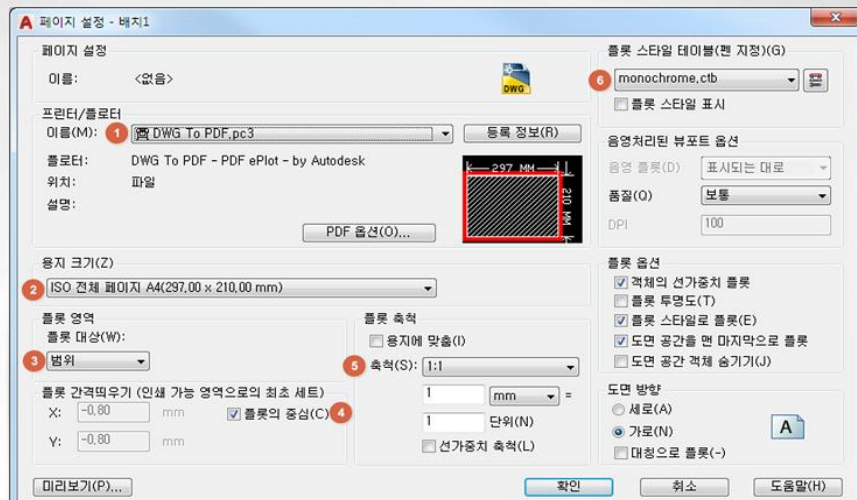 페이지 설정 - 배치1
페이지 설정
이름: <없음>
DWG
프린터/플로터
이름(M): 1 DWG To PDF.pc3 등록 정보(R)
플로터: DWG To PDF - PDF ePlot - by Autodesk
위치: 파일
설명:
297 MM
210 MM
PDF 옵션(O)...
용지 크기(Z)
2 ISO 전체 페이지 A4(297.00 x 210.00 mm)
플롯 영역
플롯 대상(W):
3 범위
플롯 간격띄우기 (인쇄 가능 영역으로의 최초 세트)
X: -0.80 mm 플롯의 중심(C) 4
Y: -0.80 mm
플롯 축척
용지에 맞춤(I)
5 축척(S): 1:1
1 mm =
1 단위(N)
선가중치 축척(L)
플롯 스타일 테이블(펜 지정)(G)
6 monochrome.ctb
플롯 스타일 표시
음영처리된 뷰포트 옵션
음영 플롯(D) 표시되는 대로
품질(Q) 보통
DPI 100
플롯 옵션
객체의 선가중치 플롯
플롯 투명도(T)
플롯 스타일로 플롯(E)
도면 공간을 맨 마지막으로 플롯
도면 공간 객체 숨기기(J)
도면 방향
세로(A)
가로(N)
대칭으로 플롯(-)
A
미리보기(P)... 확인 취소 도움말(H)